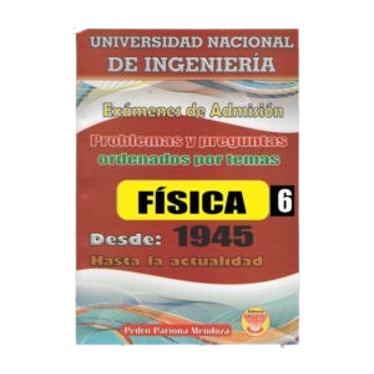 UNIVERSIDAD NACIONAL
DE INGENIERÍA
Exámenes de Admisión
Problemas y preguntas
ordenados por temas
FÍSICA 6
Desde: 1945
Hasta la actualidad
Pedro Pariona Mendoza